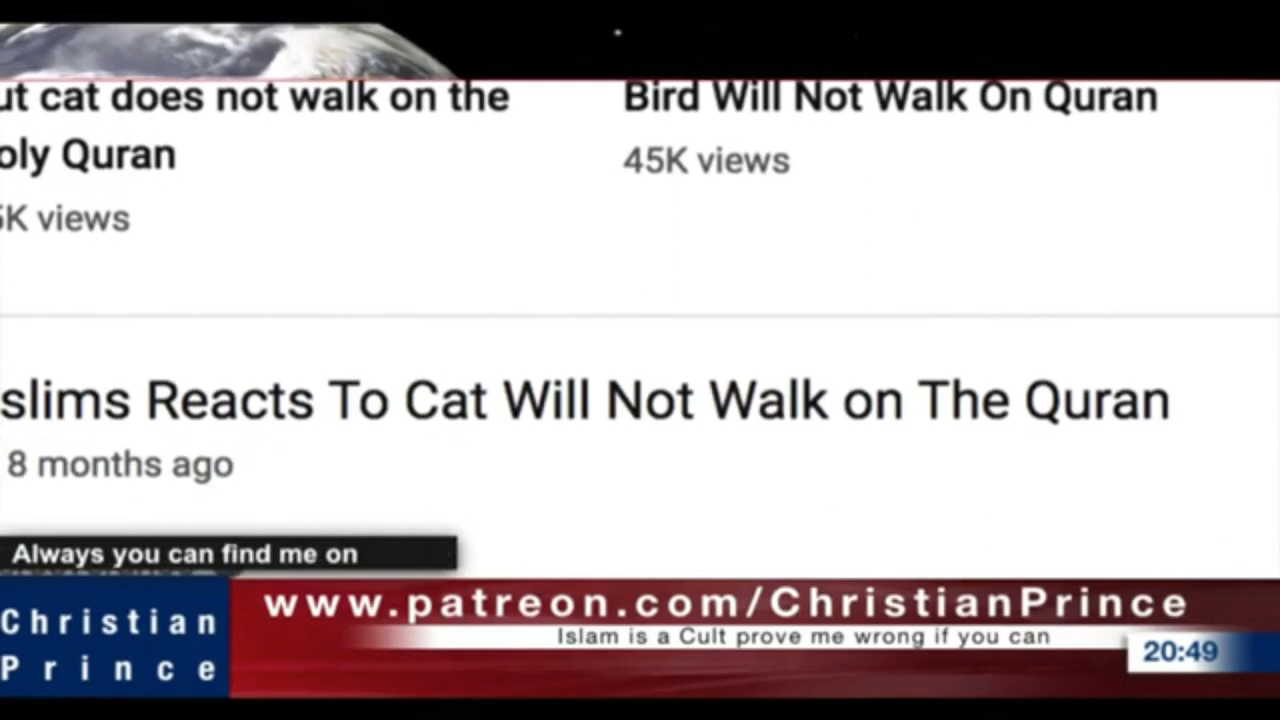 ut cat does not walk on the
oly Quran
5K views
Bird Will Not Walk On Quran
45K views
slims Reacts To Cat Will Not Walk on The Quran
8 months ago
Always you can find me on
Christian
Prince
www.patreon.com/ChristianPrince
Islam is a Cult prove me wrong if you can
20:49